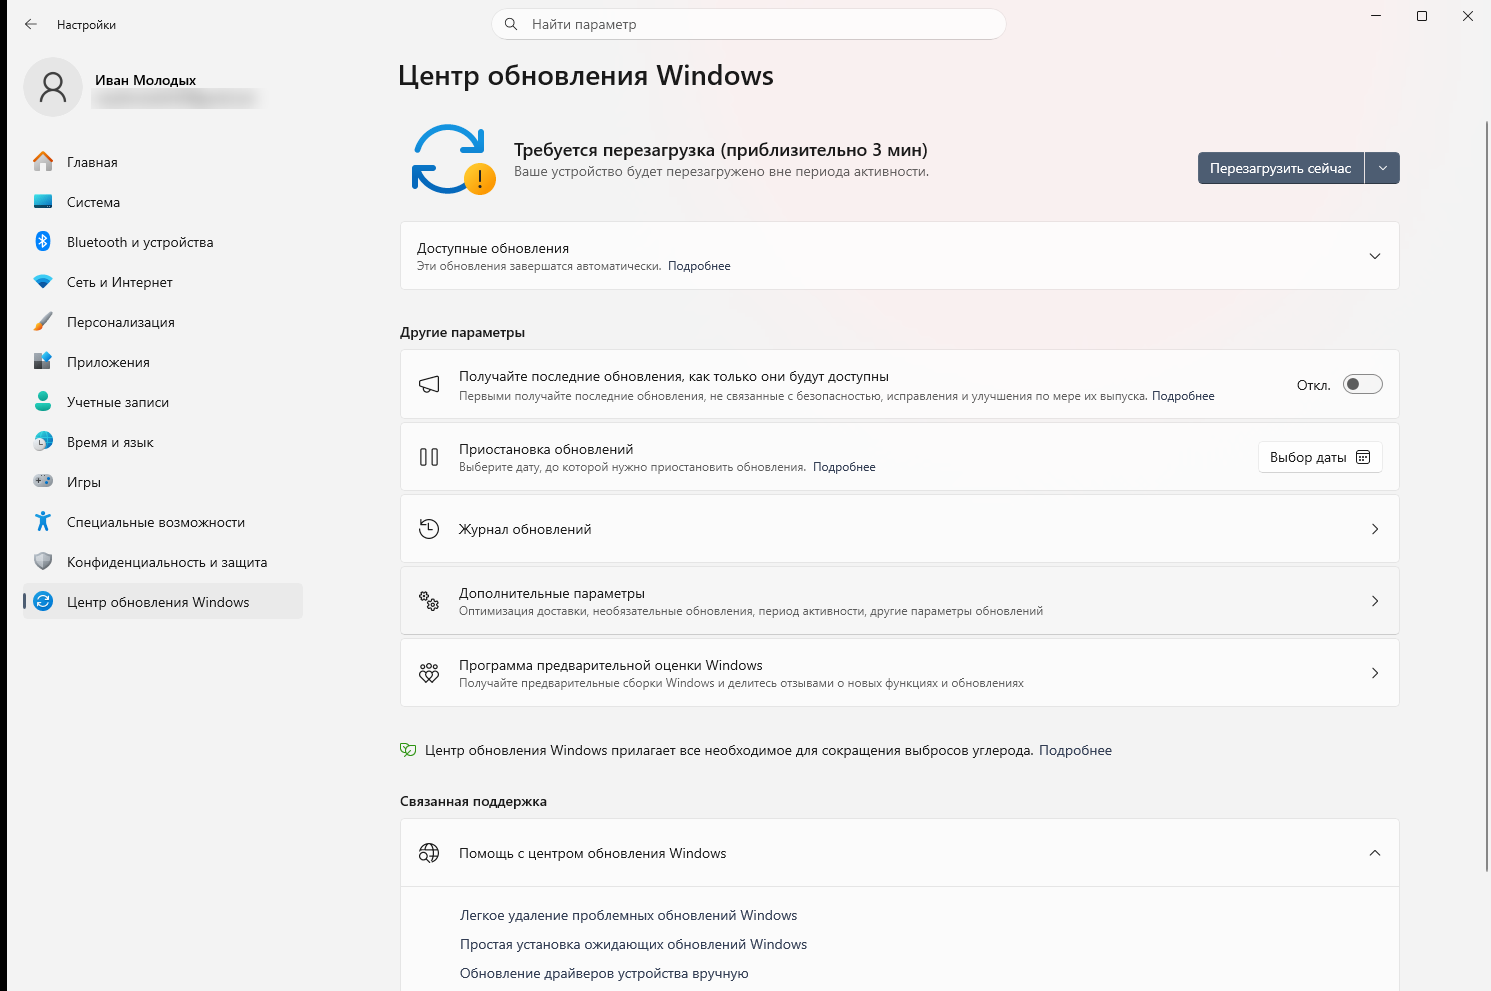 Настройки
Найти параметр
Иван Молодых
Главная
Система
Bluetooth и устройства
Сеть и Интернет
Персонализация
Приложения
Учетные записи
Время и язык
Игры
Специальные возможности
Конфиденциальность и защита
Центр обновления Windows
Центр обновления Windows
Требуется перезагрузка (приблизительно 3 мин)
Ваше устройство будет перезагружено вне периода активности.
Перезагрузить сейчас
Доступные обновления
Эти обновления завершатся автоматически. Подробнее
Другие параметры
Получайте последние обновления, как только они будут доступны
Первыми получайте последние обновления, не связанные с безопасностью, исправления и улучшения по мере их выпуска. Подробнее
Откл.
Приостановка обновлений
Выберите дату, до которой нужно приостановить обновления. Подробнее
Выбор даты
Журнал обновлений
Дополнительные параметры
Оптимизация доставки, необязательные обновления, период активности, другие параметры обновлений
Программа предварительной оценки Windows
Получайте предварительные сборки Windows и делитесь отзывами о новых функциях и обновлениях
Центр обновления Windows прилагает все необходимое для сокращения выбросов углерода. Подробнее
Связанная поддержка
Помощь с центром обновления Windows
Легкое удаление проблемных обновлений Windows
Простая установка ожидающих обновлений Windows
Обновление драйверов устройства вручную